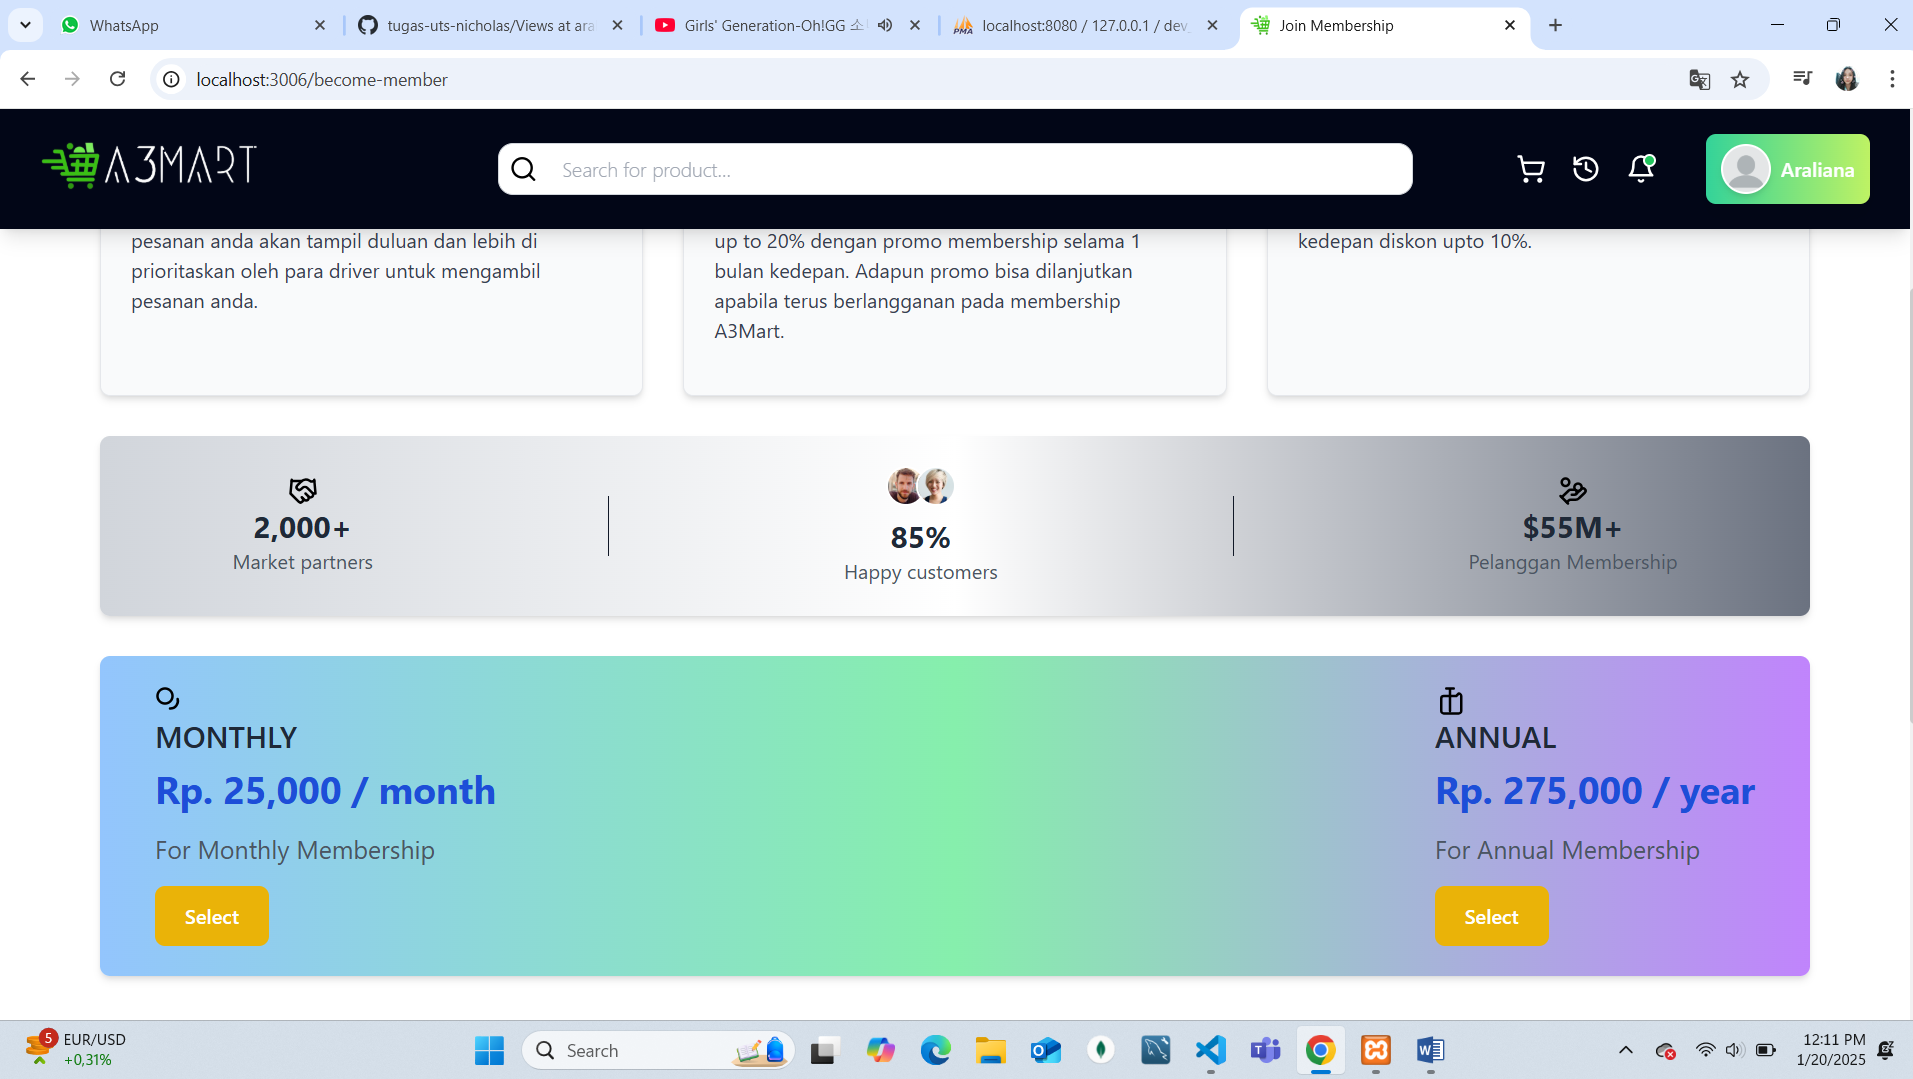 WhatsApp
tugas-uts-nicholas/Views at ara
Girls' Generation-Oh!GG 소
localhost:8080 / 127.0.0.1 / dev_
Join Membership
localhost:3006/become-member
A3MART
Search for product...
Araliana
pesanan anda akan tampil duluan dan lebih di
prioritaskan oleh para driver untuk mengambil
pesanan anda.
up to 20% dengan promo membership selama 1
bulan kedepan. Adapun promo bisa dilanjutkan
apabila terus berlangganan pada membership
A3Mart.
kedepan diskon upto 10%.
2,000+
Market partners
85%
Happy customers
$55M+
Pelanggan Membership
MONTHLY
Rp. 25,000 / month
For Monthly Membership
Select
ANNUAL
Rp. 275,000 / year
For Annual Membership
Select
5
EUR/USD
+0,31%
Search
12:11 PM
1/20/2025